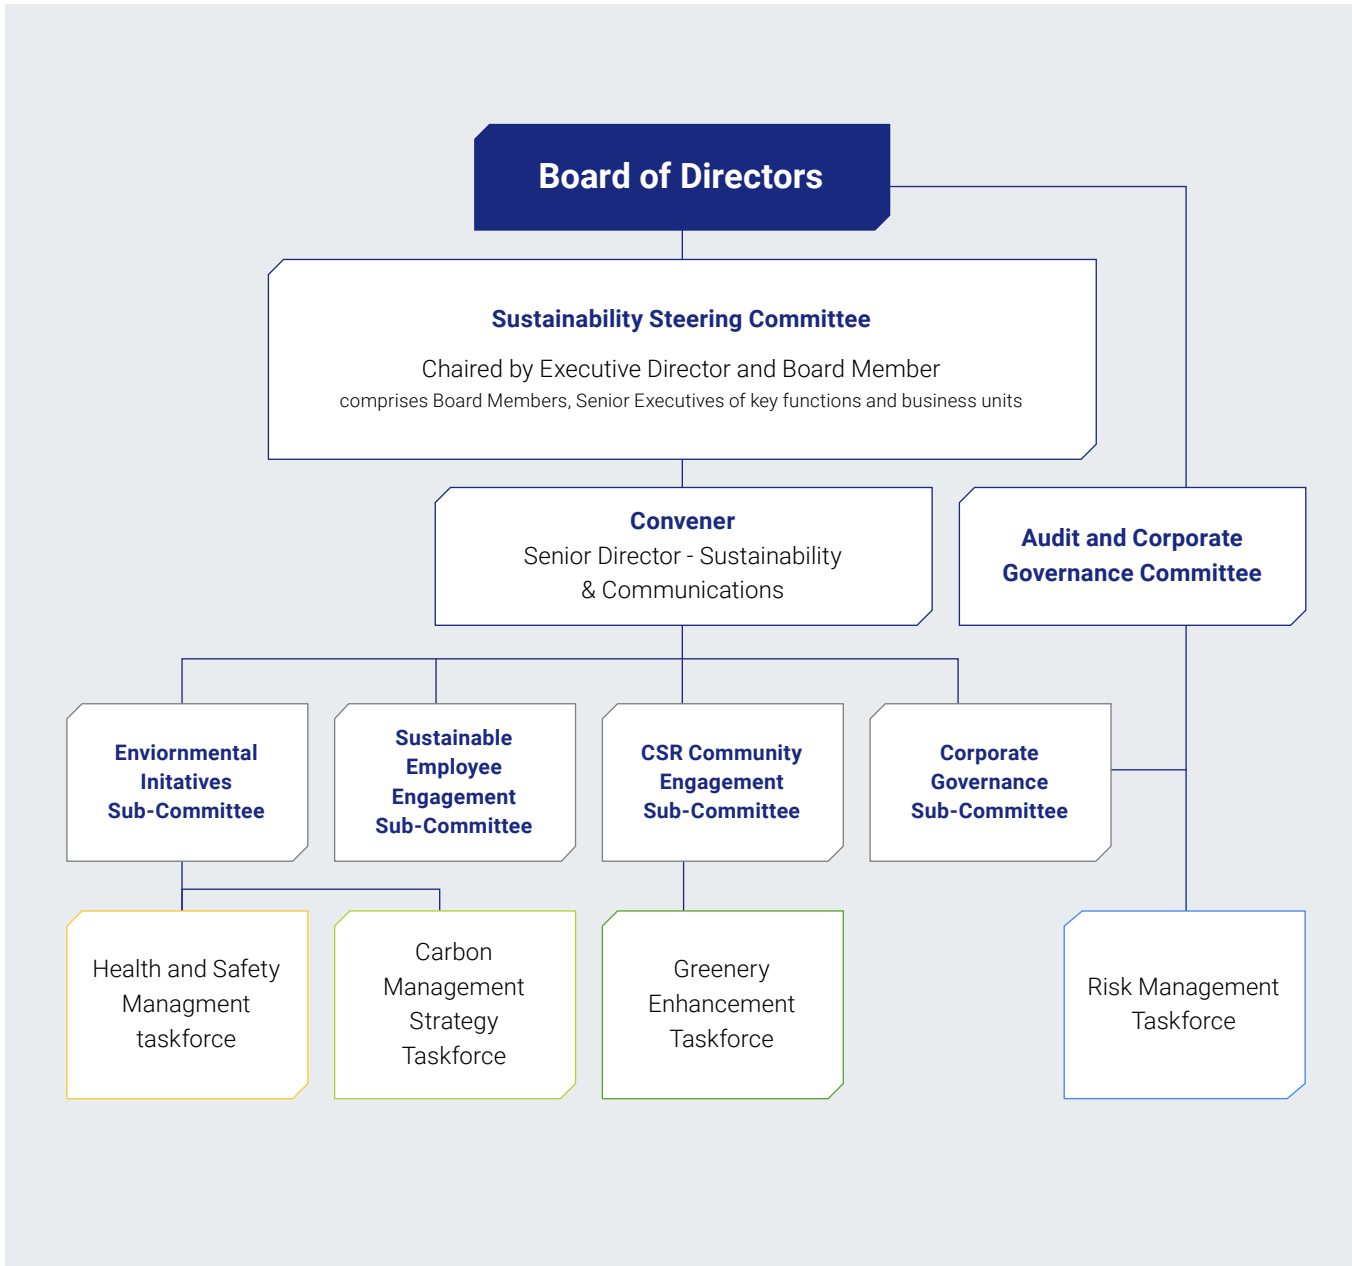 Board of Directors
Sustainability Steering Committee
Chaired by Executive Director and Board Member
comprises Board Members, Senior Executives of key functions and business units
Convener
Senior Director - Sustainability
& Communications
Audit and Corporate
Governance Committee
Enviornmental
Initatives
Sub-Committee
Sustainable
Employee
Engagement
Sub-Committee
CSR Community
Engagement
Sub-Committee
Corporate
Governance
Sub-Committee
Health and Safety
Managment
taskforce
Carbon
Management
Strategy
Taskforce
Greenery
Enhancement
Taskforce
Risk Management
Taskforce